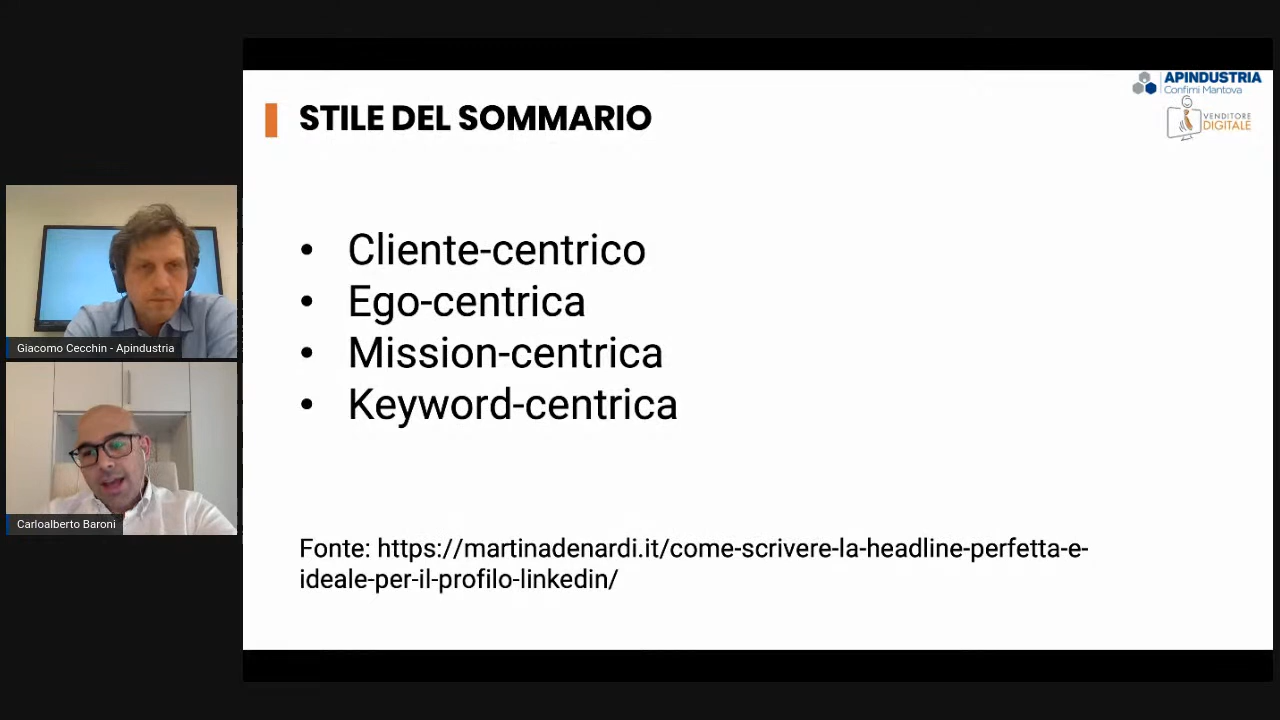 APINDUSTRIA
Confimi Mantova
VENDITORE
DIGITALE
STILE DEL SOMMARIO
• Cliente-centrico
• Ego-centrica
• Mission-centrica
• Keyword-centrica
Fonte: https://martinadenardi.it/come-scrivere-la-headline-perfetta-e-
ideale-per-il-profilo-linkedin/
Giacomo Cecchin - Apindustria
Carloalberto Baroni